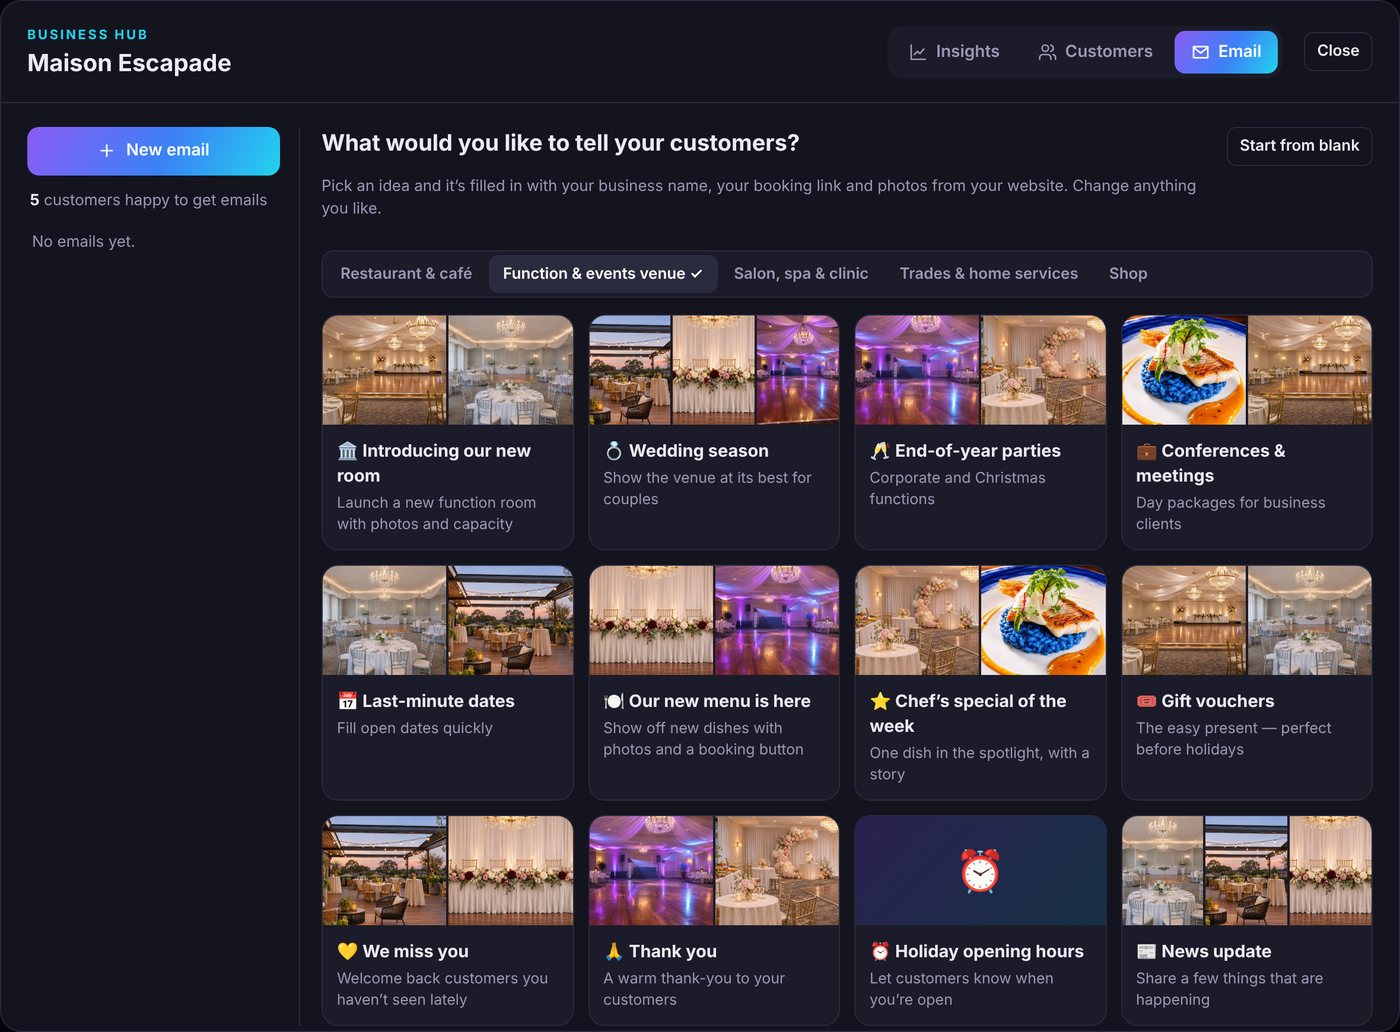 BUSINESS HUB
Maison Escapade
Insights
Customers
Email
Close
+ New email
5 customers happy to get emails
No emails yet.
What would you like to tell your customers?
Start from blank
Pick an idea and it’s filled in with your business name, your booking link and photos from your website. Change anything
you like.
Restaurant & café
Function & events venue ✓
Salon, spa & clinic
Trades & home services
Shop
🏛️ Introducing our new
room
Launch a new function room
with photos and capacity
💍 Wedding season
Show the venue at its best for
couples
🥂 End-of-year parties
Corporate and Christmas
functions
💼 Conferences &
meetings
Day packages for business
clients
📅 Last-minute dates
Fill open dates quickly
🍽️ Our new menu is here
Show off new dishes with
photos and a booking button
⭐ Chef’s special of the
week
One dish in the spotlight, with a
story
🎟️ Gift vouchers
The easy present — perfect
before holidays
💛 We miss you
Welcome back customers you
haven’t seen lately
🙏 Thank you
A warm thank-you to your
customers
⏰ Holiday opening hours
Let customers know when
you’re open
📰 News update
Share a few things that are
happening